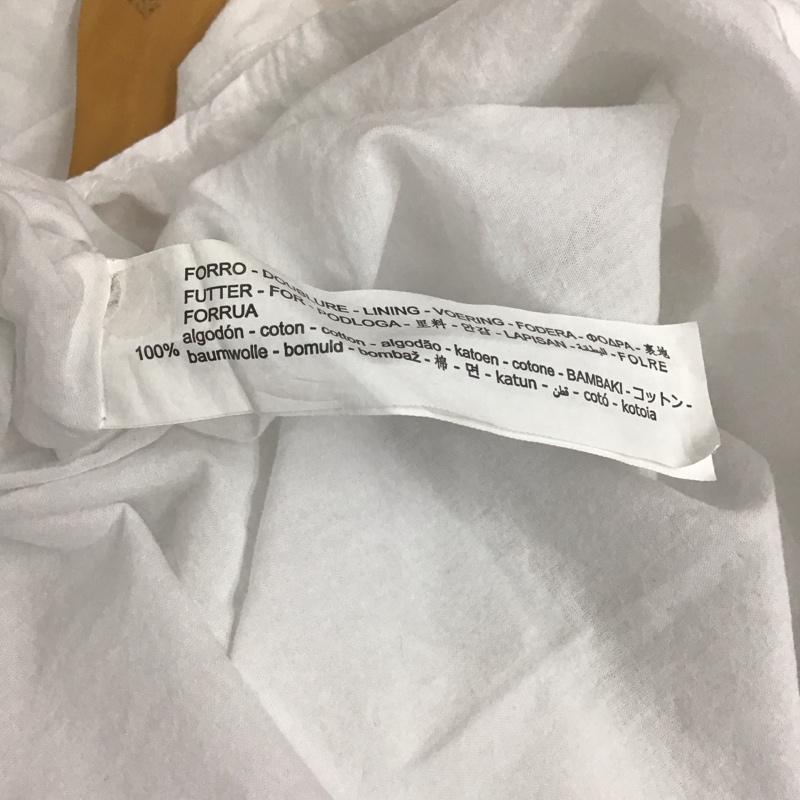 FORRO - DOUBLURE - LINING - VOERING - FODERA - ΦΟΔΡΑ - 裏地
FUTTER - FOR - PODLOGA - 里料 - 안감 - LAPISAN - البطانة - FOLRE
FORRUA
100% algodón - coton - cotton - algodão - katoen - cotone - BAMBAKI - コットン -
baumwolle - bomuld - bombaž - 棉 - 면 - katun - قطن - cotó - kotoia